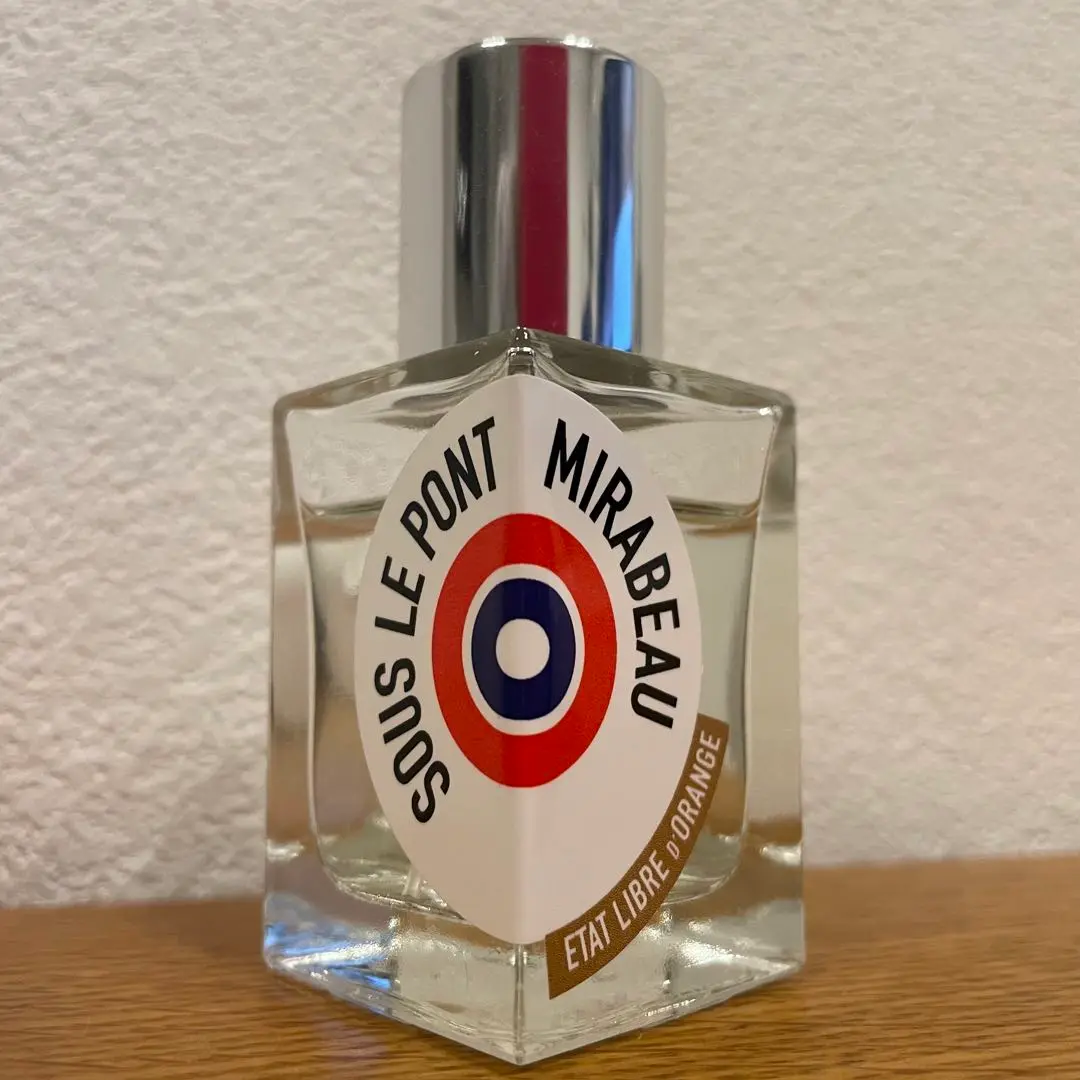 SOUS LE PONT MIRABEAU
ETAT LIBRE D'ORANGE